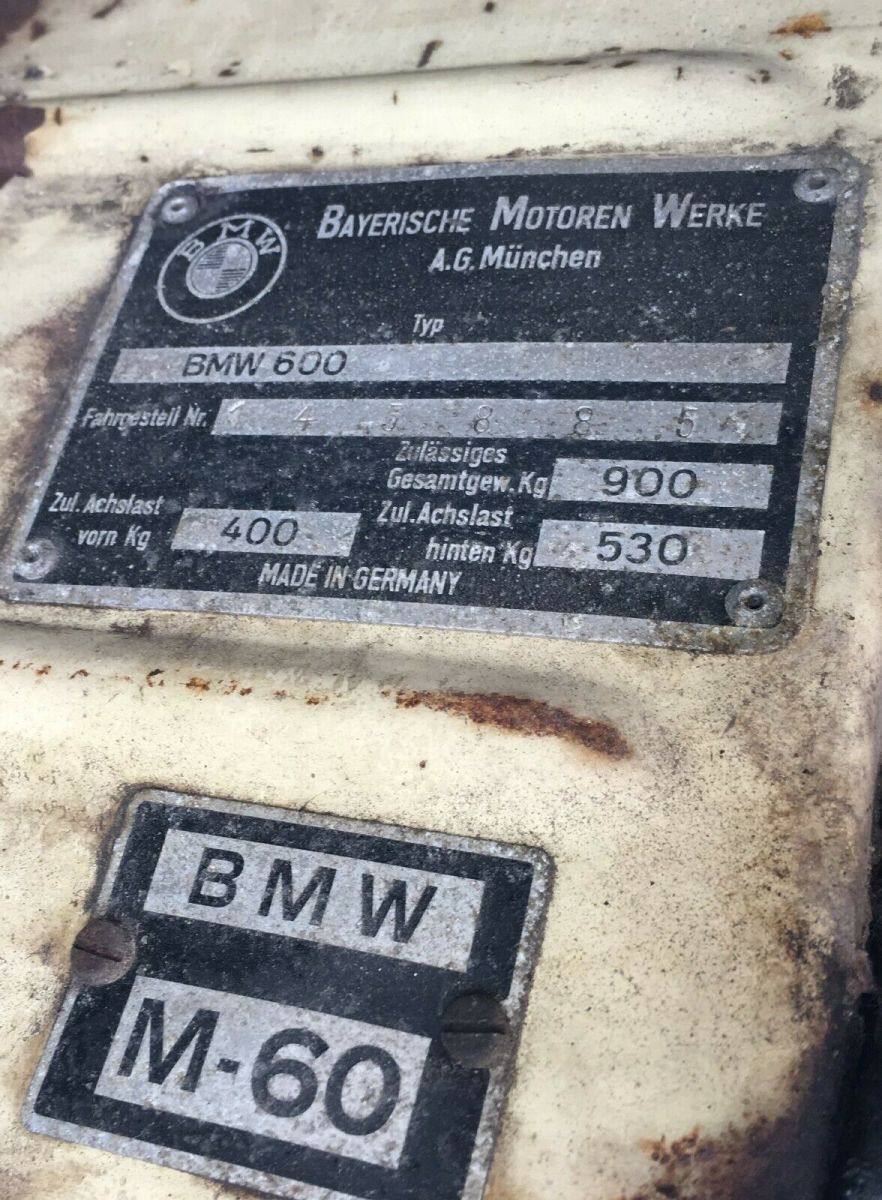 BMW
BAYERISCHE MOTOREN WERKE
A.G. München
Typ
BMW 600
Fahrgestell Nr. 143885
Zulässiges
Gesamtgew. Kg 900
Zul. Achslast
vorn Kg 400
Zul. Achslast
hinten Kg 530
MADE IN GERMANY
BMW
M-60